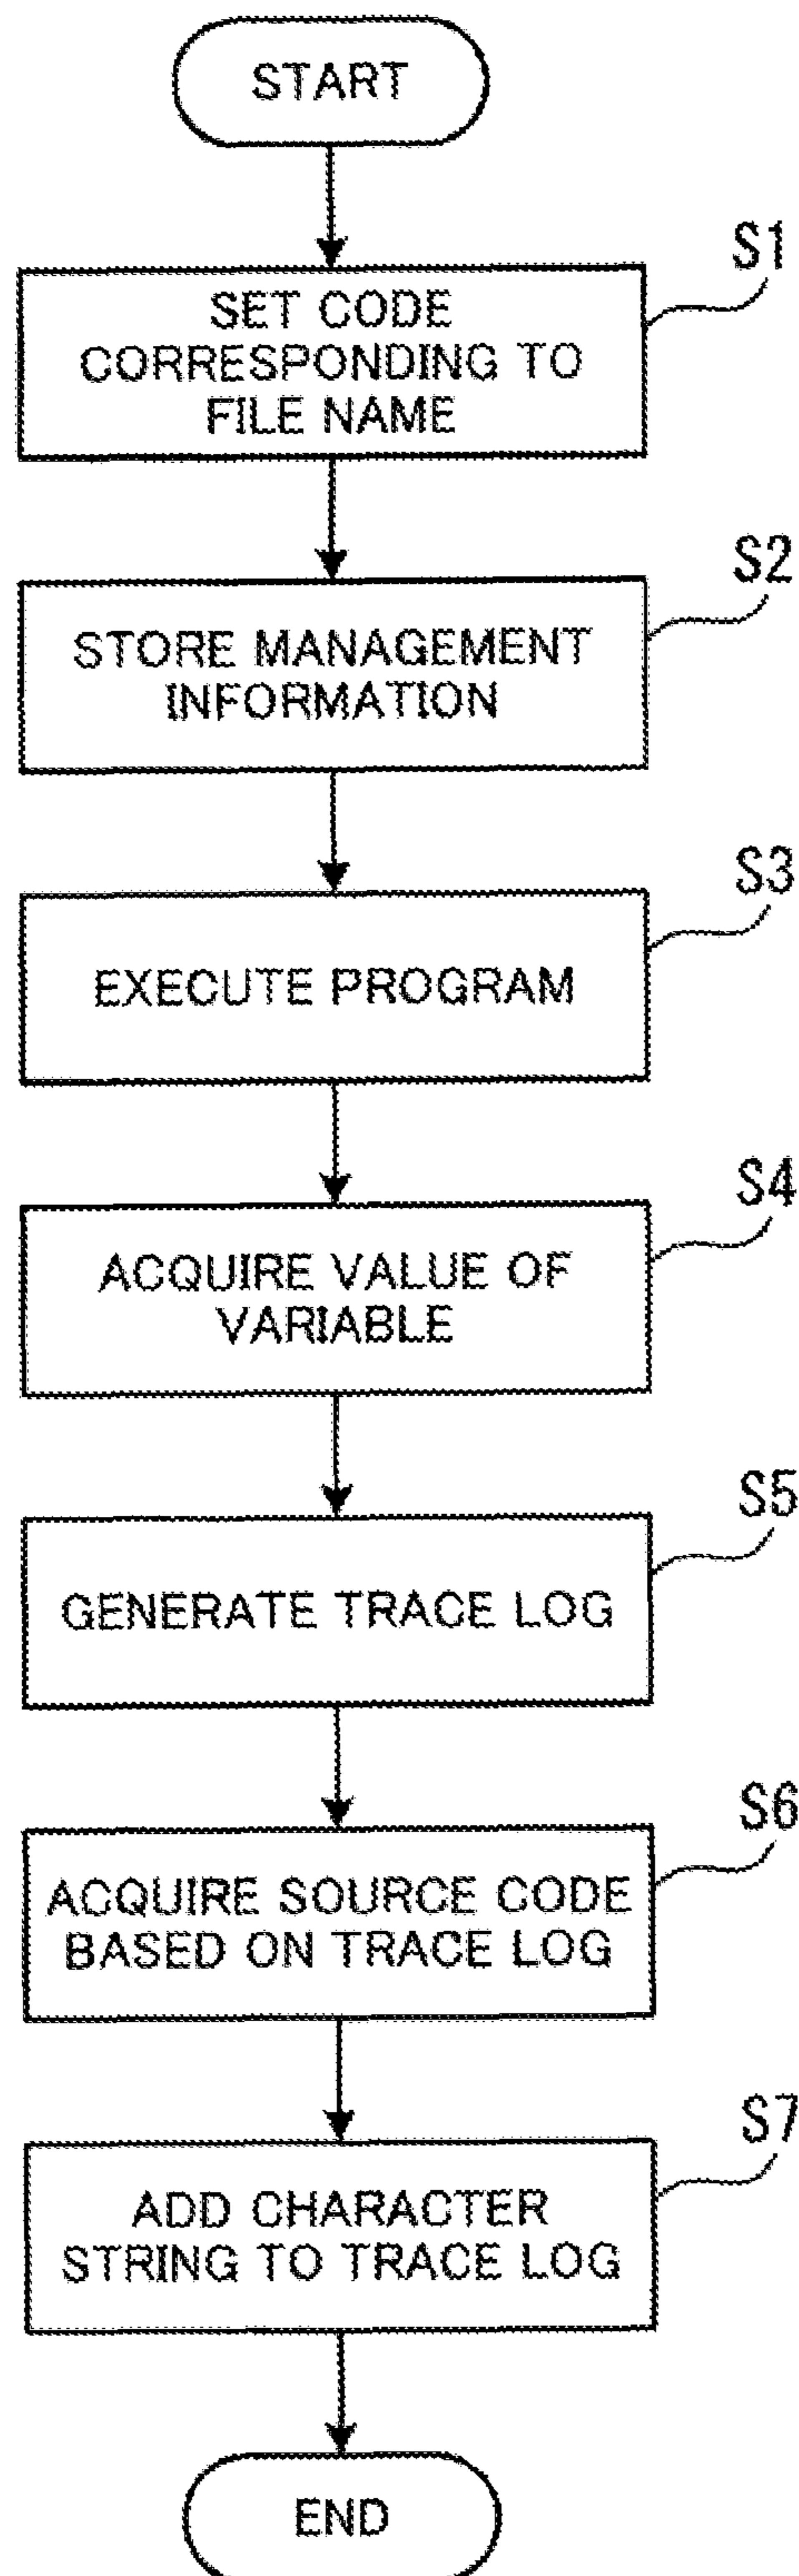 START
S1
SET CODE
CORRESPONDING TO
FILE NAME
S2
STORE MANAGEMENT
INFORMATION
S3
EXECUTE PROGRAM
S4
ACQUIRE VALUE OF
VARIABLE
S5
GENERATE TRACE LOG
S6
ACQUIRE SOURCE CODE
BASED ON TRACE LOG
S7
ADD CHARACTER
STRING TO TRACE LOG
END